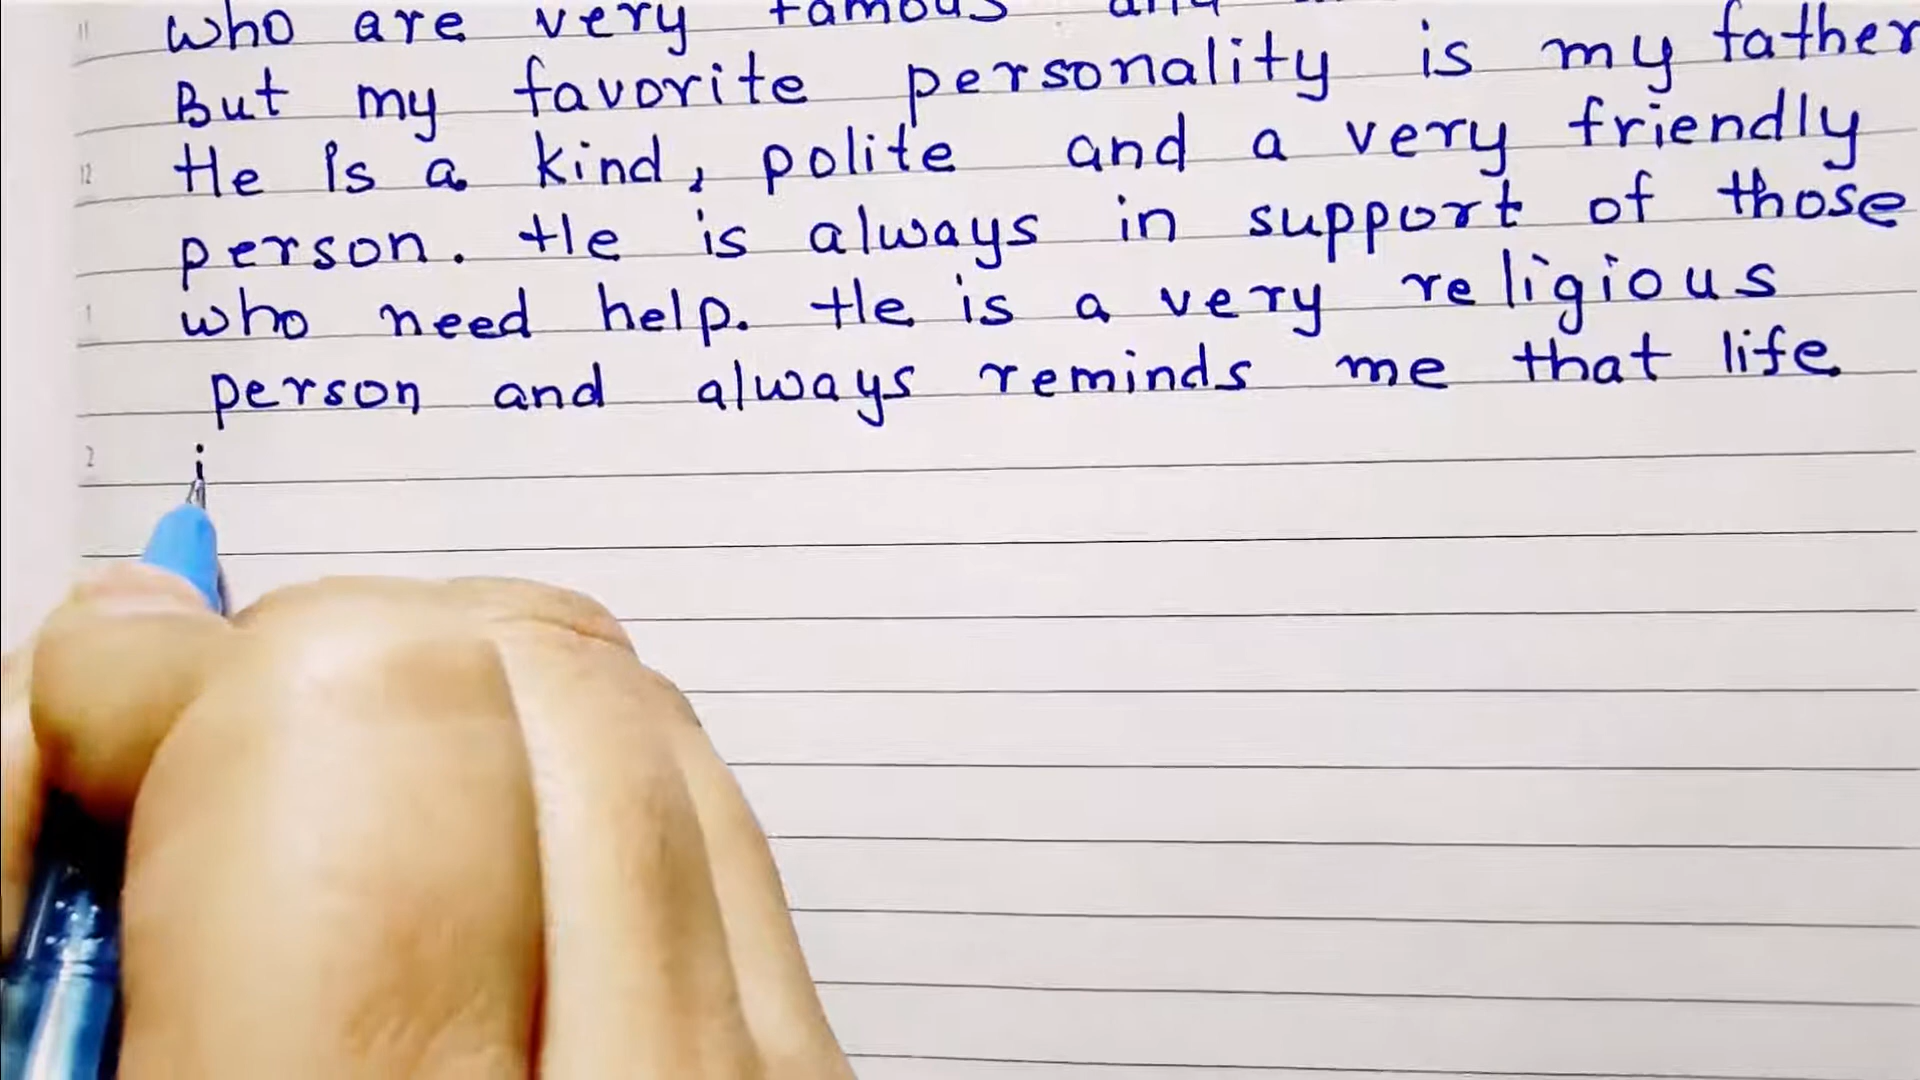 who are very famous and
But my favorite personality is my father
He is a kind, polite and a very friendly
person. He is always in support of those
who need help. He is a very religious
person and always reminds me that life
i